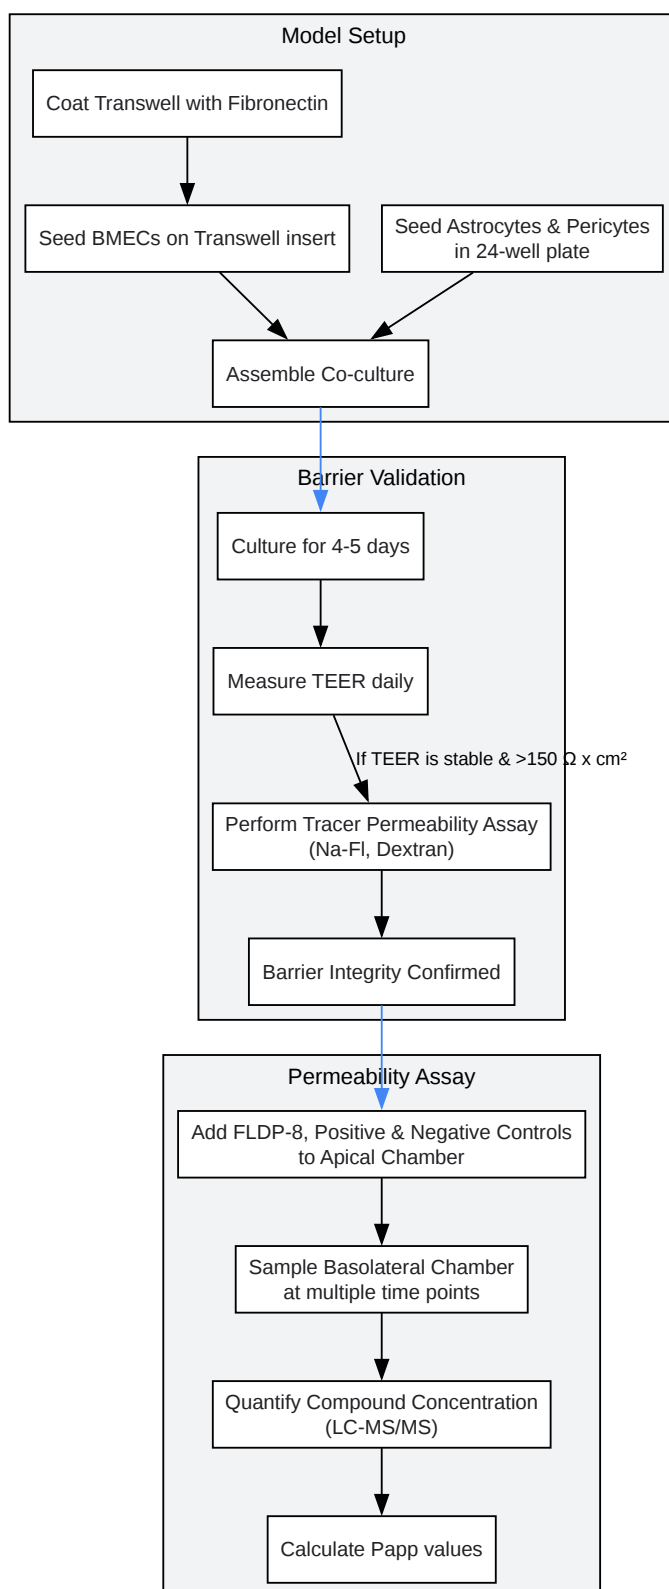 Model Setup
Coat Transwell with Fibronectin
Seed BMECs on Transwell insert
Seed Astrocytes & Pericytes
in 24-well plate
Assemble Co-culture
Barrier Validation
Culture for 4-5 days
Measure TEER daily
If TEER is stable & >150 Ω x cm²
Perform Tracer Permeability Assay
(Na-Fl, Dextran)
Barrier Integrity Confirmed
Permeability Assay
Add FLDP-8, Positive & Negative Controls
to Apical Chamber
Sample Basolateral Chamber
at multiple time points
Quantify Compound Concentration
(LC-MS/MS)
Calculate Papp values